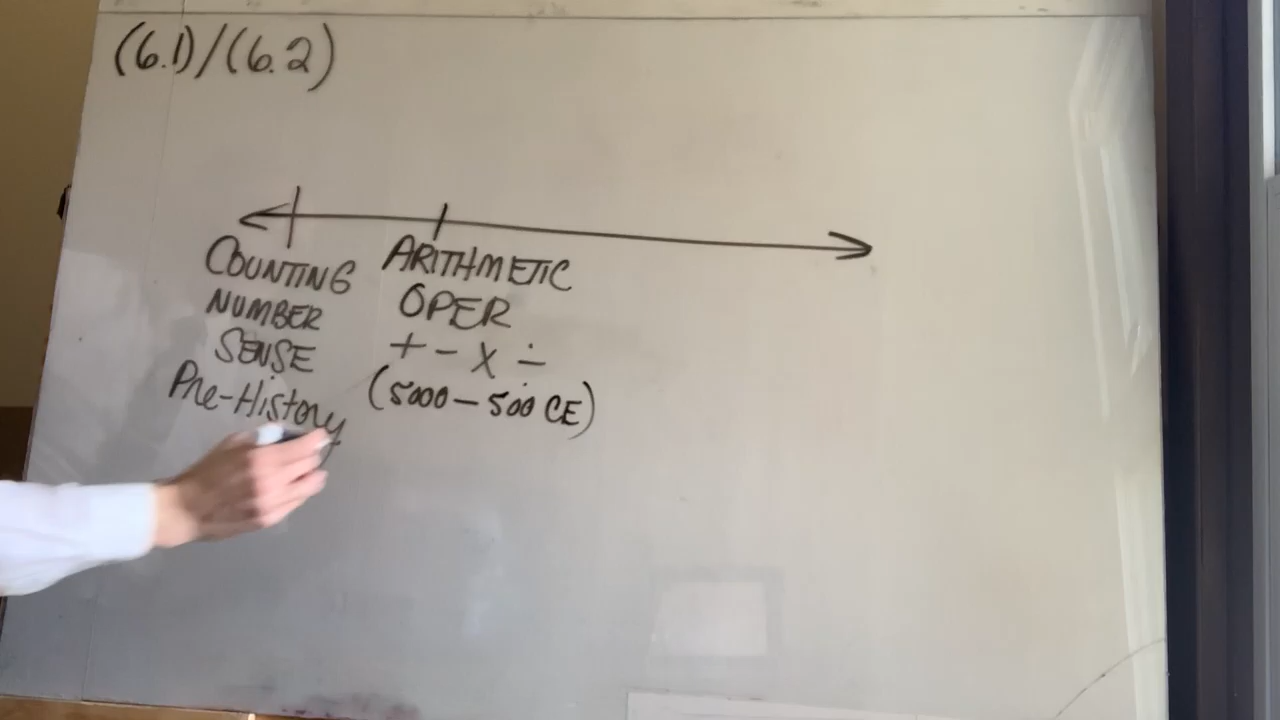 (6.1)/(6.2)
COUNTING
NUMBER
SENSE
Pre-History
ARITHMETIC
OPER
+ - x ÷
(5000-500 CE)